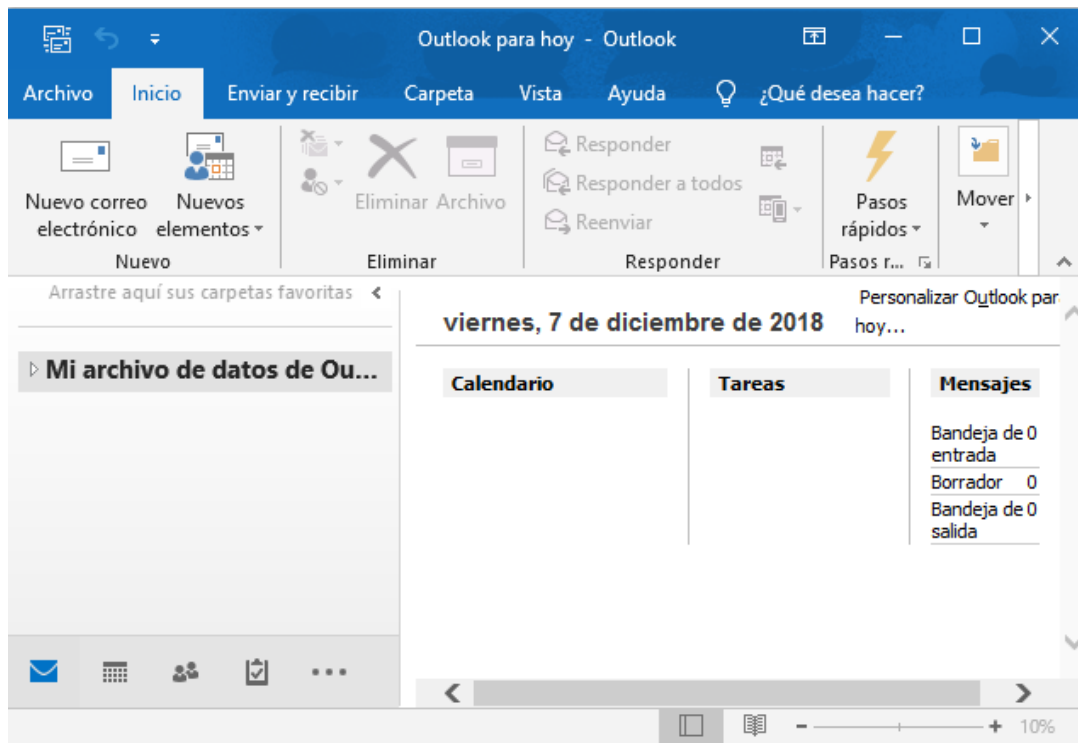 Outlook para hoy - Outlook
Archivo Inicio Enviar y recibir Carpeta Vista Ayuda ¿Qué desea hacer?
Nuevo correo electrónico
Nuevos elementos
Nuevo
Eliminar Archivo
Eliminar
Responder
Responder a todos
Reenviar
Responder
Pasos rápidos
Pasos r...
Mover
Arrastre aquí sus carpetas favoritas
Mi archivo de datos de Ou...
viernes, 7 de diciembre de 2018
Personalizar Outlook par
hoy...
Calendario
Tareas
Mensajes
Bandeja de 0
entrada
Borrador 0
Bandeja de 0
salida
10%